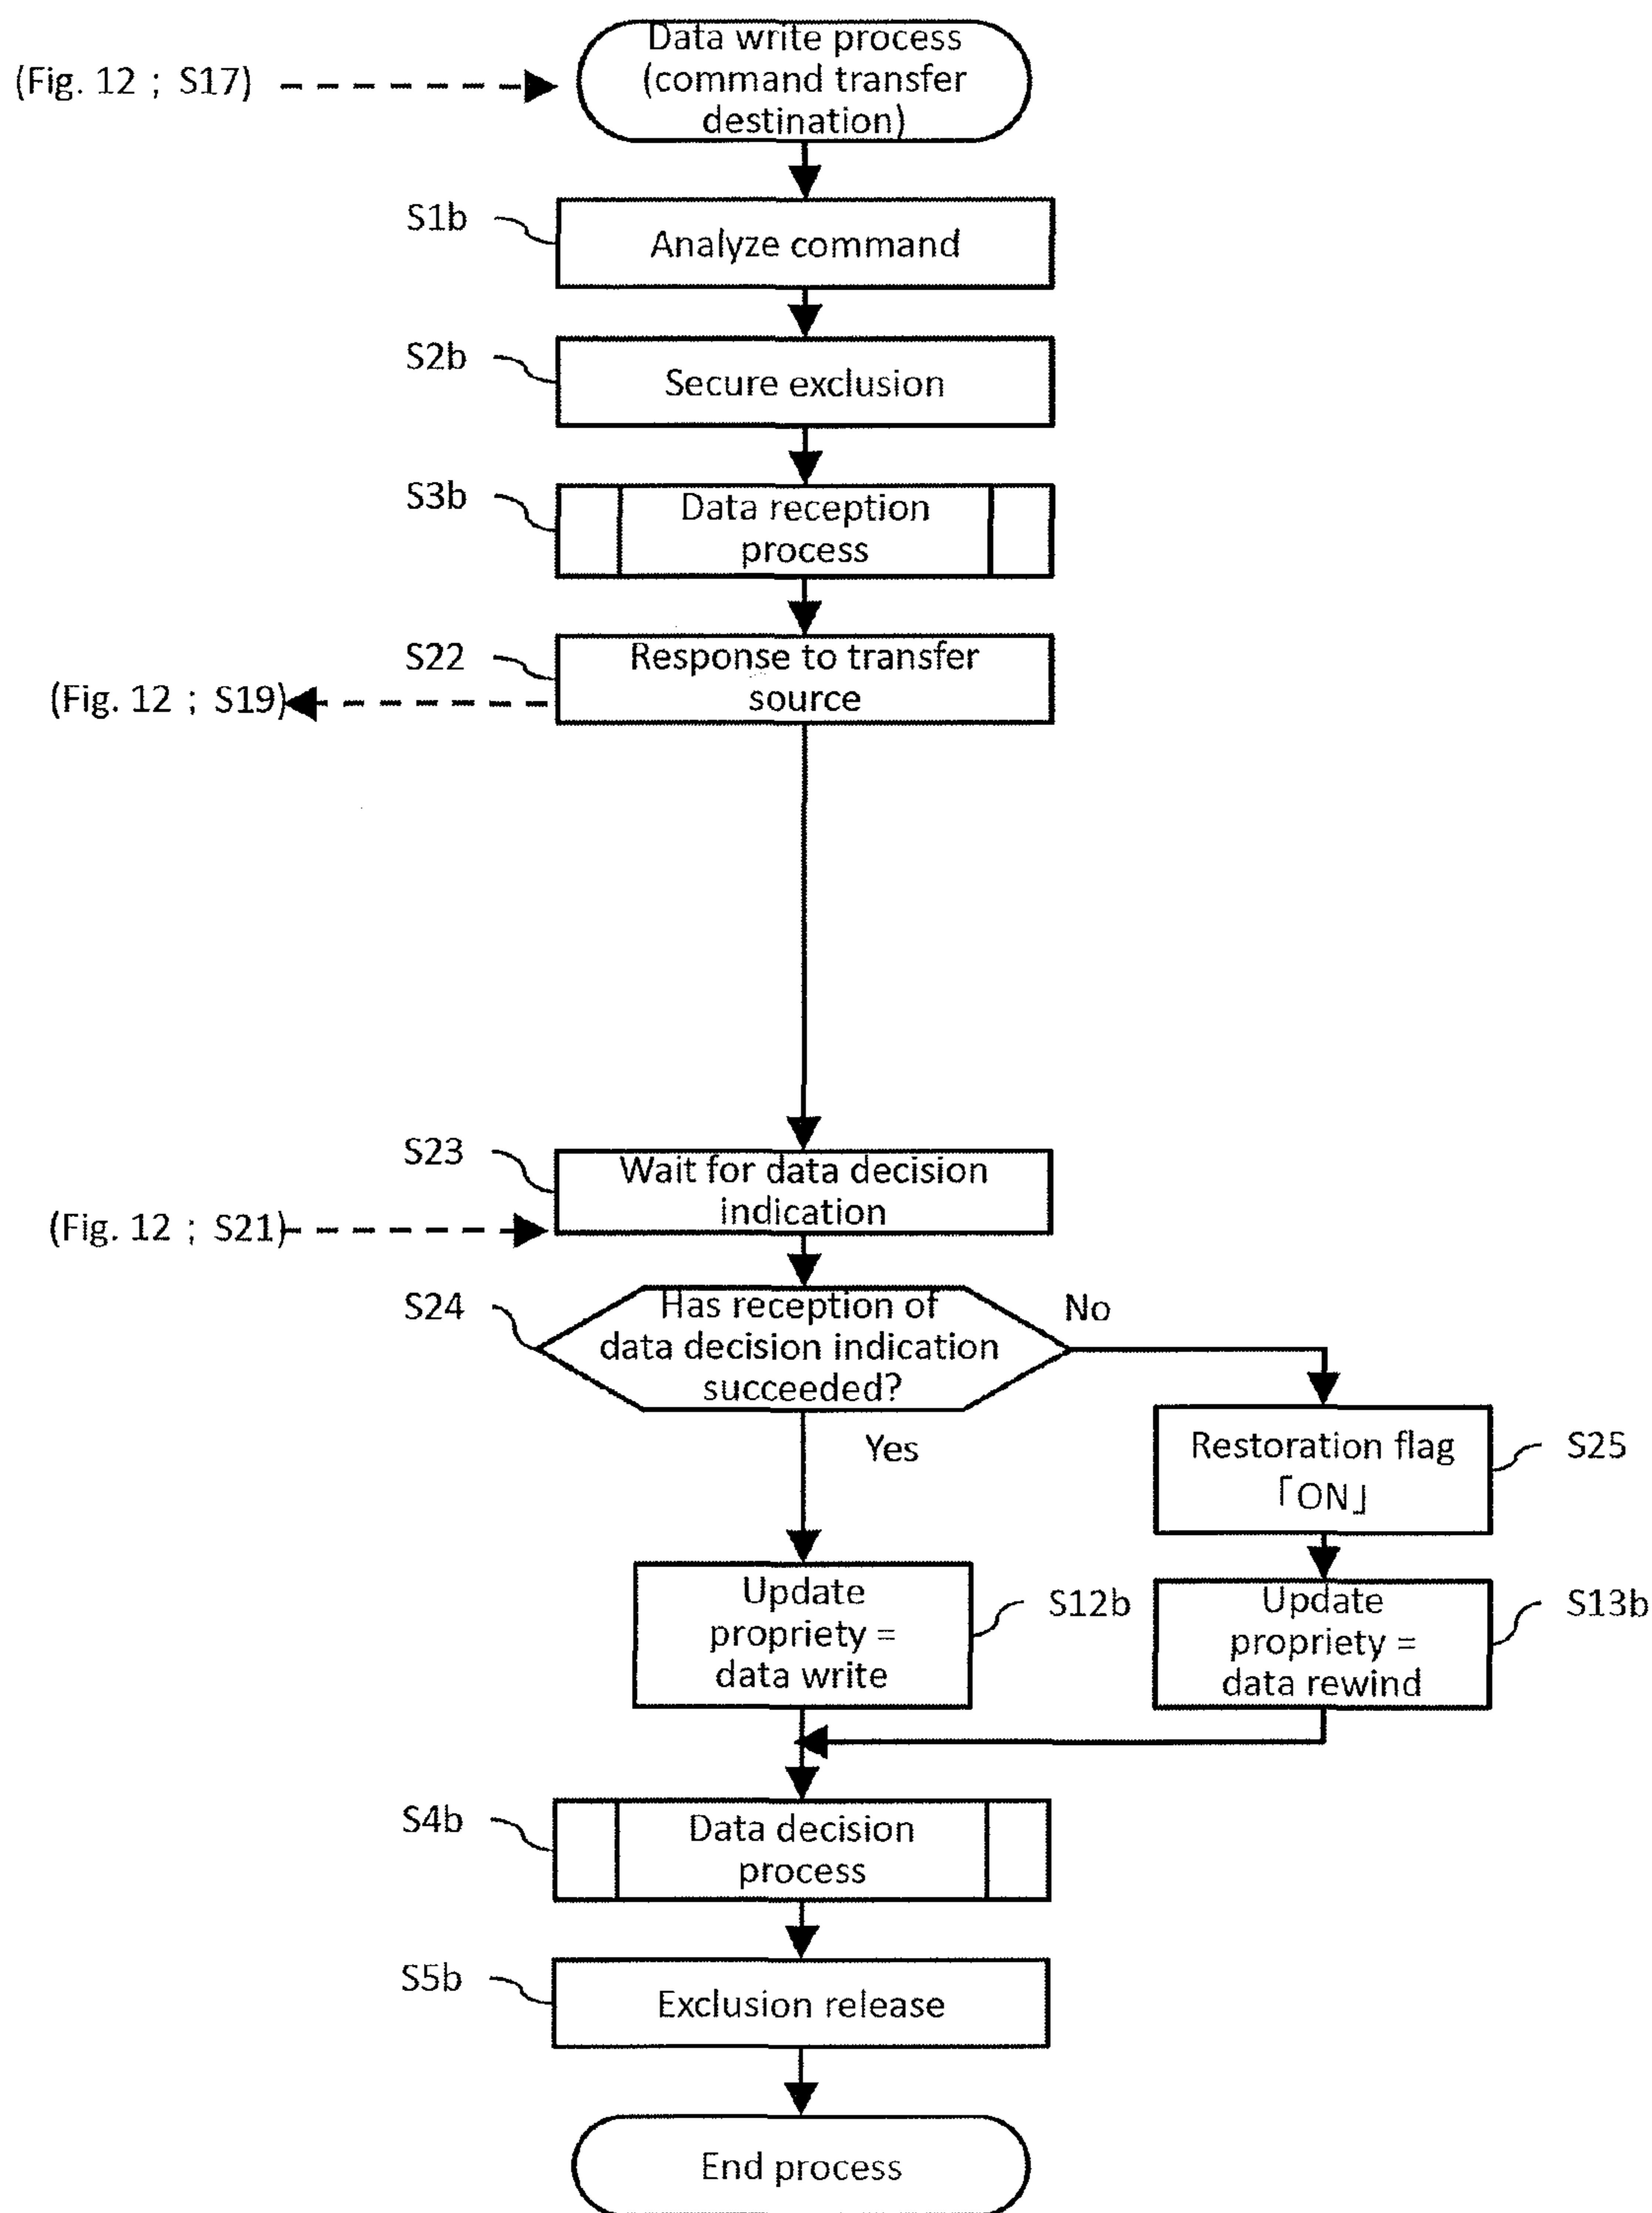 Data write process
(command transfer
destination)
(Fig. 12 ; S17)
S1b
Analyze command
S2b
Secure exclusion
S3b
Data reception
process
S22
Response to transfer
source
(Fig. 12 ; S19)
S23
Wait for data decision
indication
(Fig. 12 ; S21)
S24
Has reception of
data decision indication
succeeded?
No
Yes
Restoration flag
「ON」
S25
Update
propriety =
data write
S12b
Update
propriety =
data rewind
S13b
S4b
Data decision
process
S5b
Exclusion release
End process